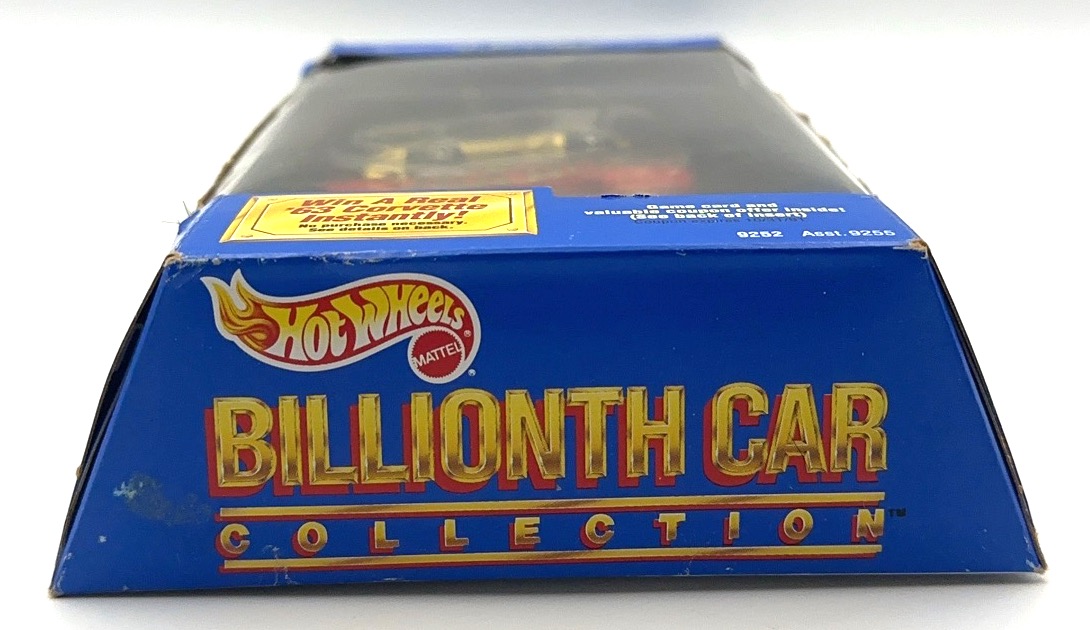 Win A Real
'63 Corvette
Instantly!
No purchase necessary.
See details on back.
Game card and
valuable coupon offer inside!
(See back of insert)
9252 Asst. 9255
HOT WHEELS®
MATTEL®
BILLIONTH CAR
COLLECTION™